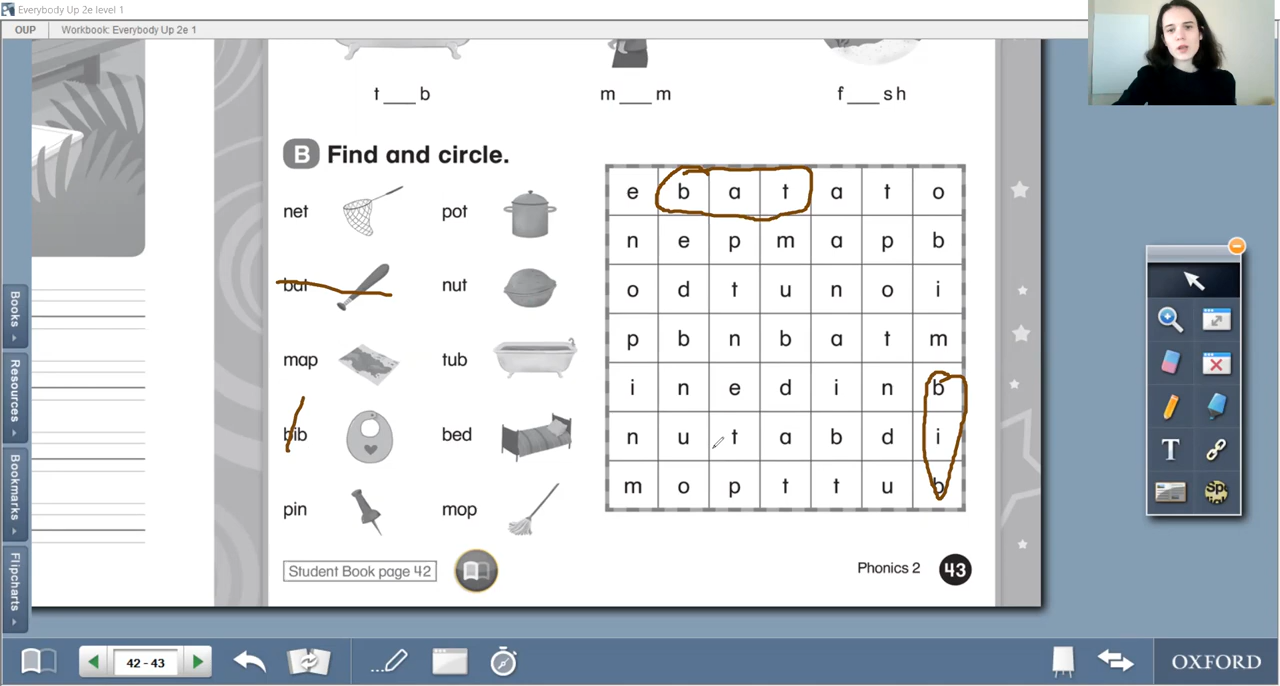 Everybody Up 2e level 1
OUP
Workbook: Everybody Up 2e 1
t ___ b
m ___ m
f ___ sh
B Find and circle.
net
pot
bat
nut
map
tub
bib
bed
pin
mop
e b a t a t o
n e p m a p b
o d t u n o i
p b n b a t m
i n e d i n b
n u t a b d i
m o p t t u b
Student Book page 42
Phonics 2
43
Books
Resources
Bookmarks
Flipcharts
T
42 - 43
OXFORD